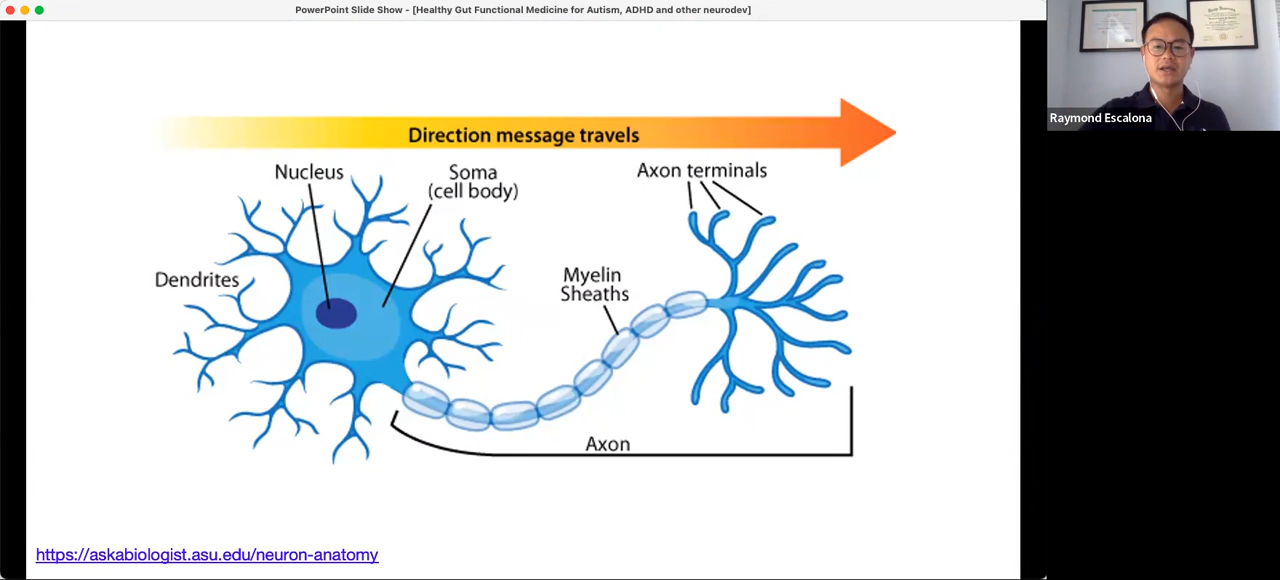 PowerPoint Slide Show - [Healthy Gut Functional Medicine for Autism, ADHD and other neurodev]
Raymond Escalona
Direction message travels
Nucleus
Soma
(cell body)
Axon terminals
Dendrites
Myelin
Sheaths
Axon
https://askabiologist.asu.edu/neuron-anatomy